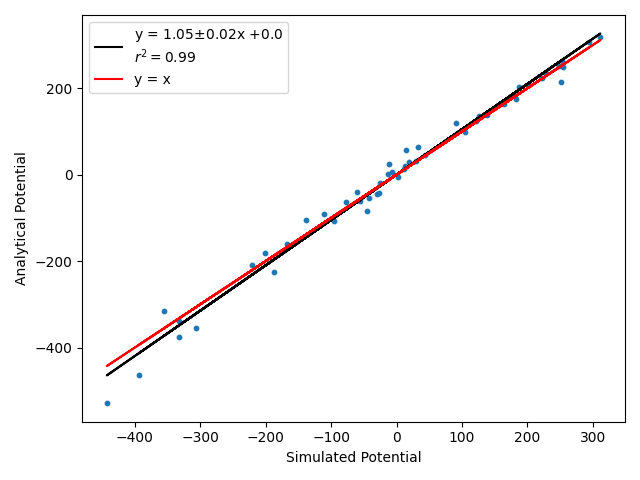 y = 1.05±0.02x +0.0
r² = 0.99
y = x
200
0
−200
−400
Analytical Potential
−400 −300 −200 −100 0 100 200 300
Simulated Potential